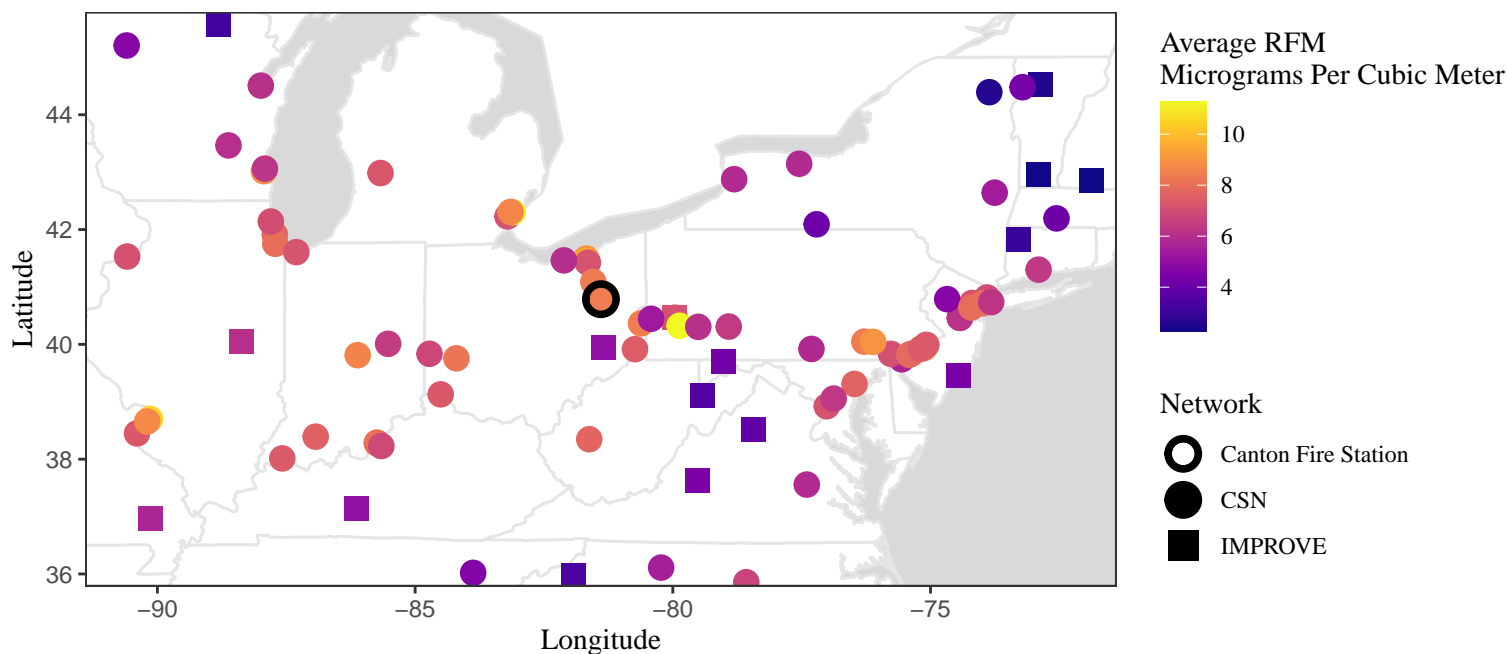 44
42
40
38
36
Latitude
−90
−85
−80
−75
Longitude
Average RFM
Micrograms Per Cubic Meter
10
8
6
4
Network
Canton Fire Station
CSN
IMPROVE